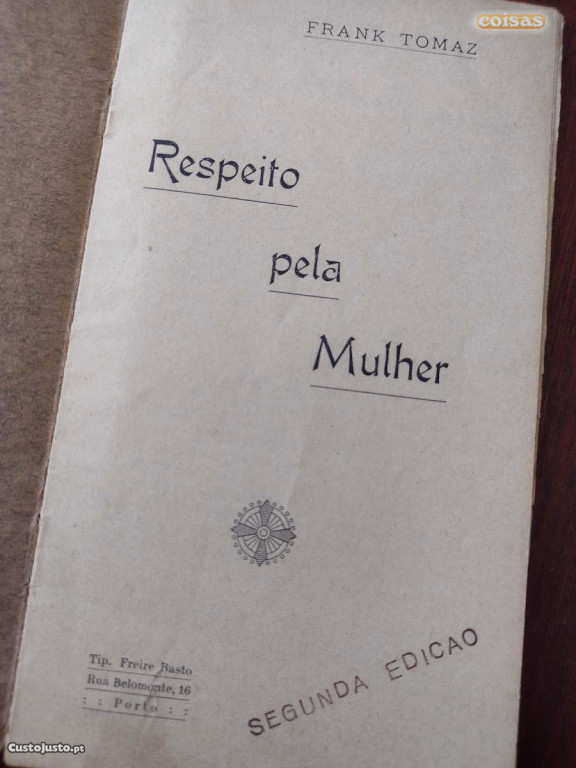 coisas
FRANK TOMAZ
Respeito
pela
Mulher
Tip. Freire Basto
Rua Belomonte, 16
: : Porto : :
SEGUNDA EDICAO
CustoJusto.pt